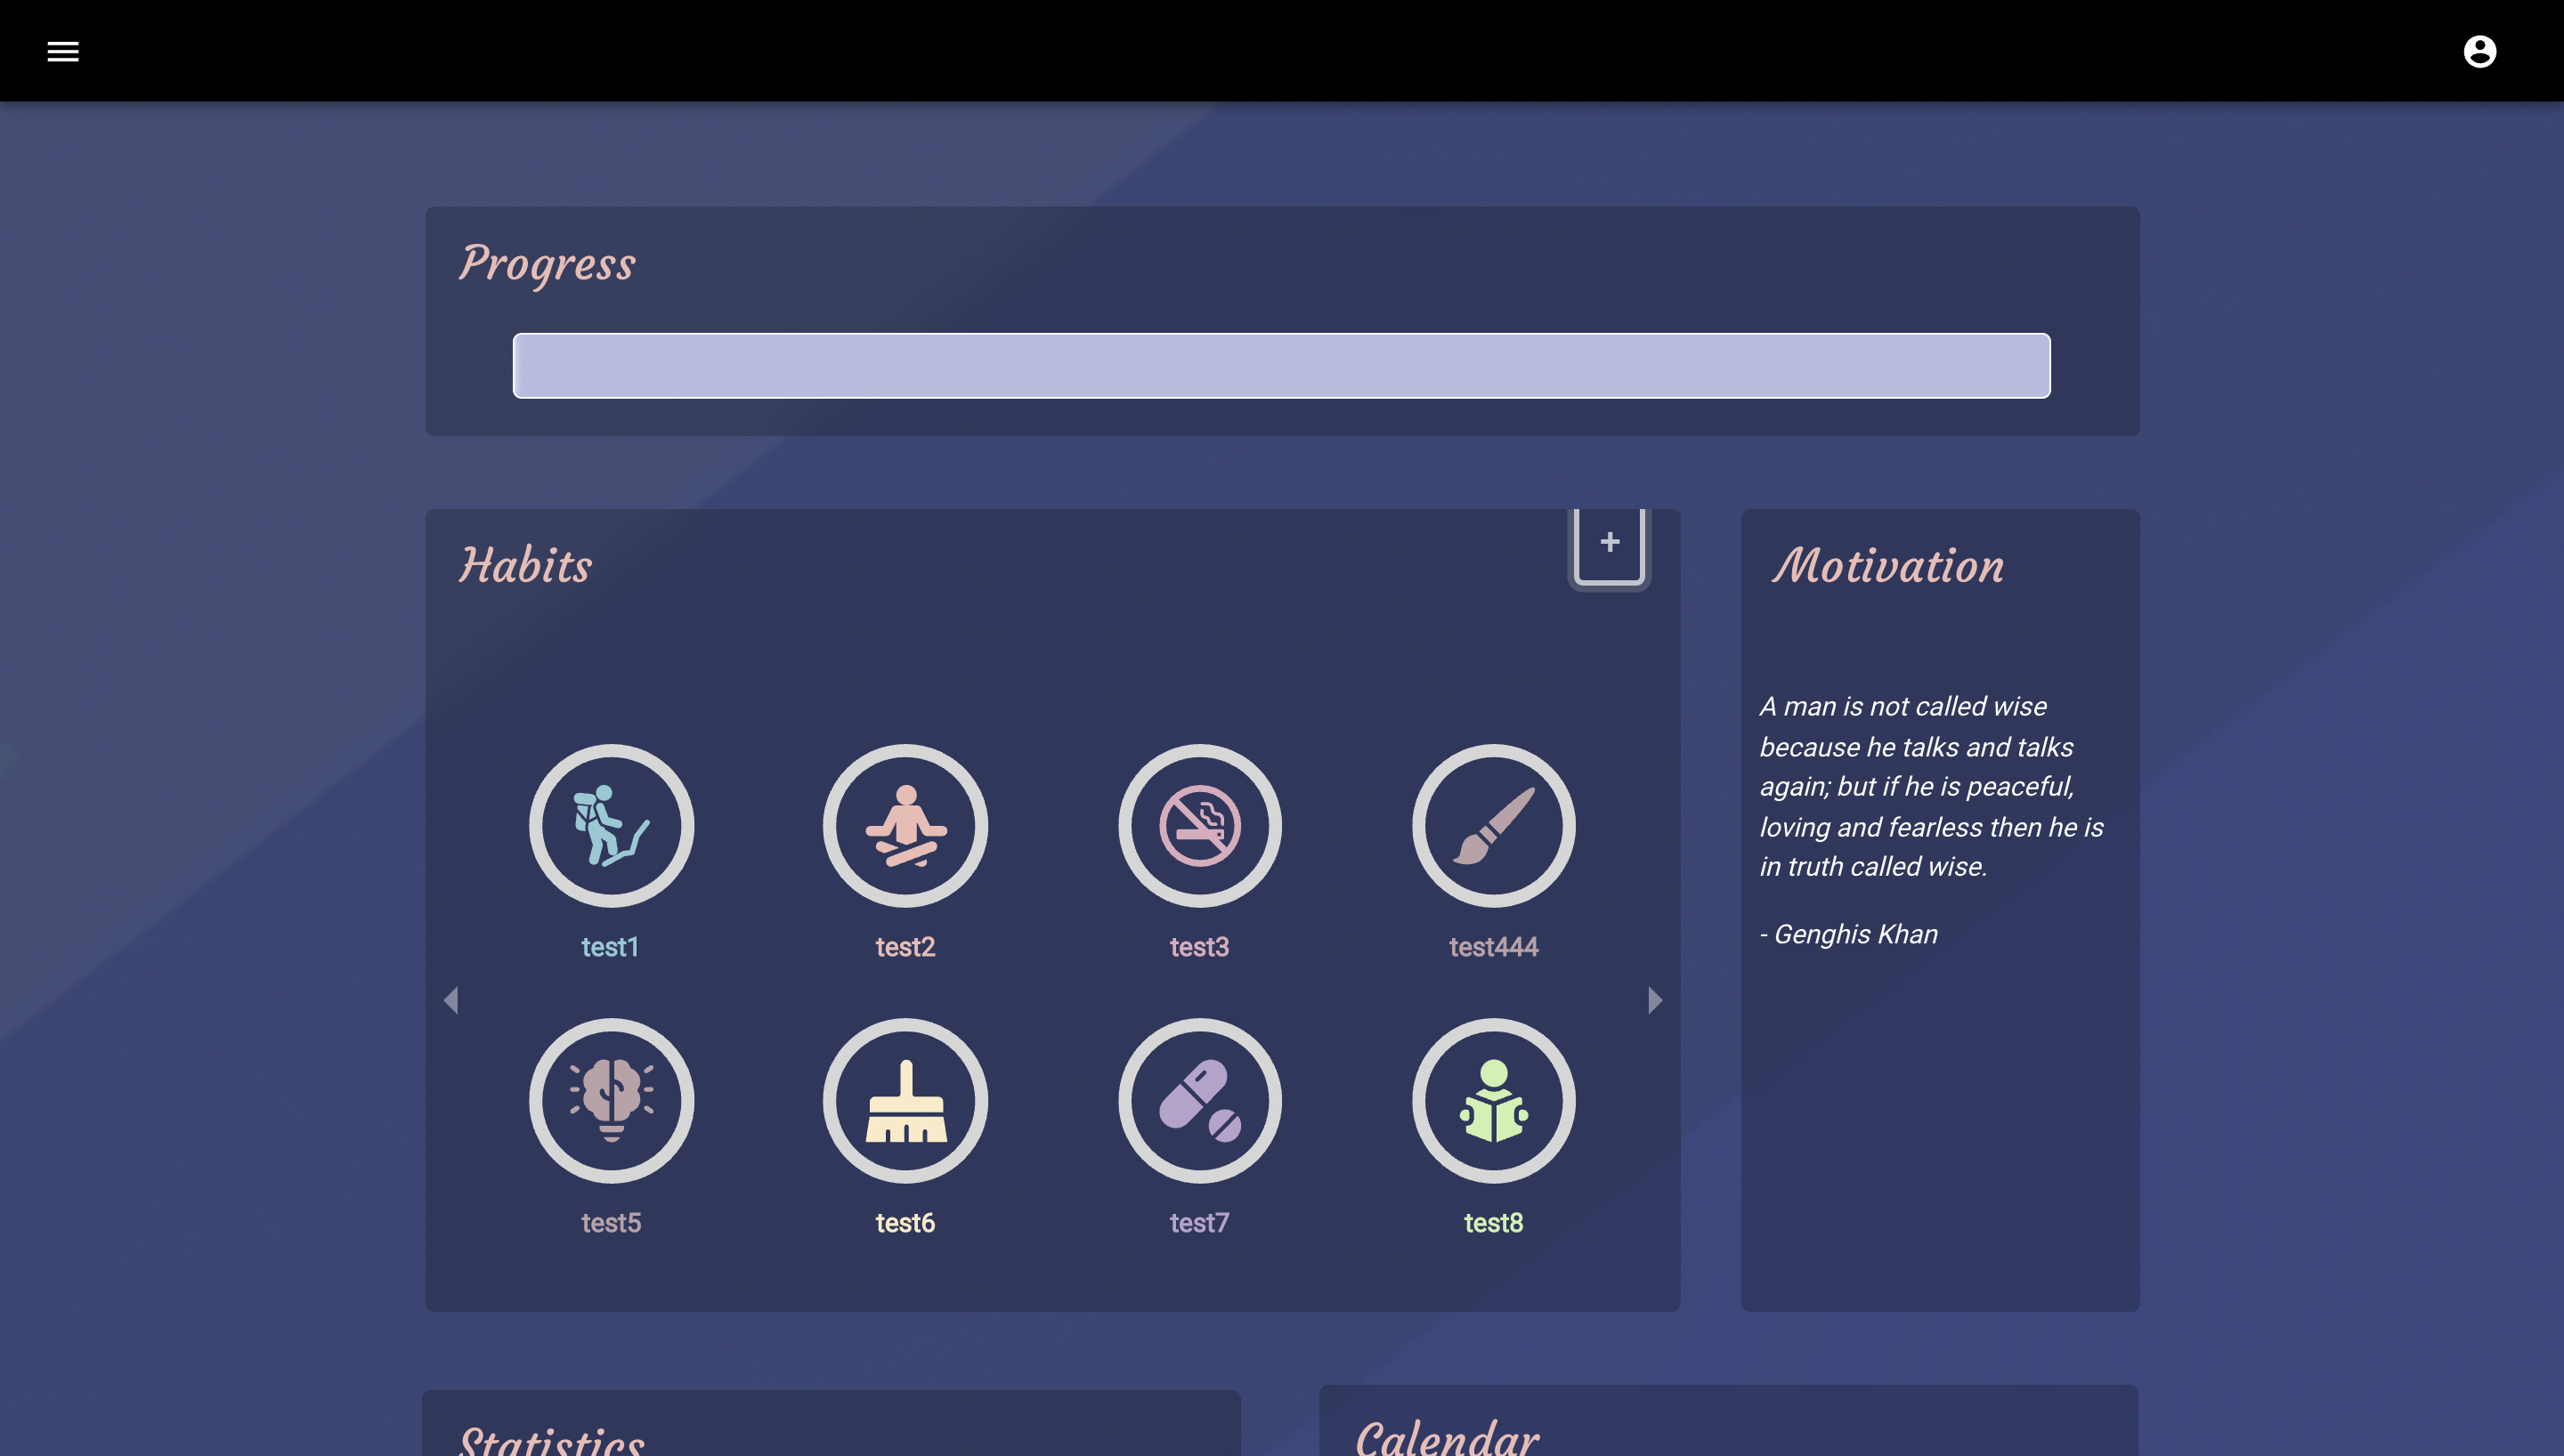 Progress
Habits
+
Motivation
A man is not called wise
because he talks and talks
again; but if he is peaceful,
loving and fearless then he is
in truth called wise.
- Genghis Khan
test1
test2
test3
test444
test5
test6
test7
test8
Statistics
Calendar